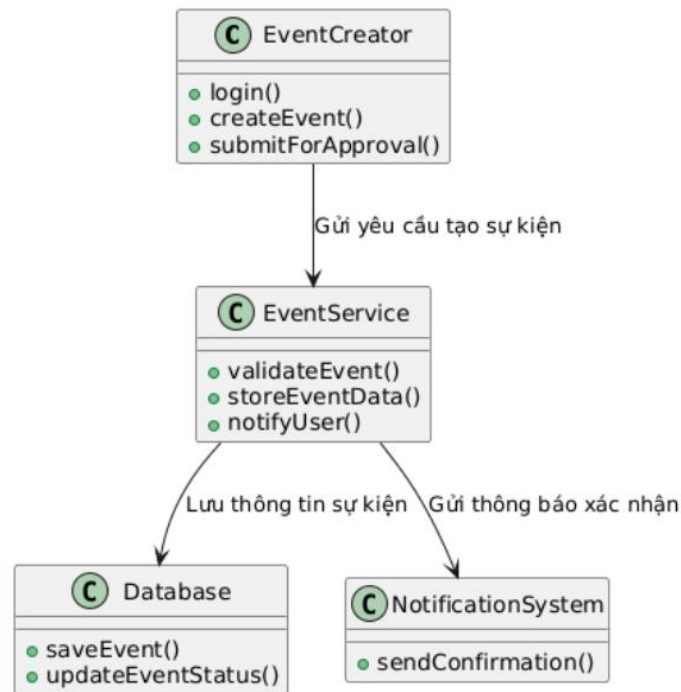 C EventCreator
login()
createEvent()
submitForApproval()
Gửi yêu cầu tạo sự kiện
C EventService
validateEvent()
storeEventData()
notifyUser()
Lưu thông tin sự kiện
Gửi thông báo xác nhận
C Database
saveEvent()
updateEventStatus()
C NotificationSystem
sendConfirmation()